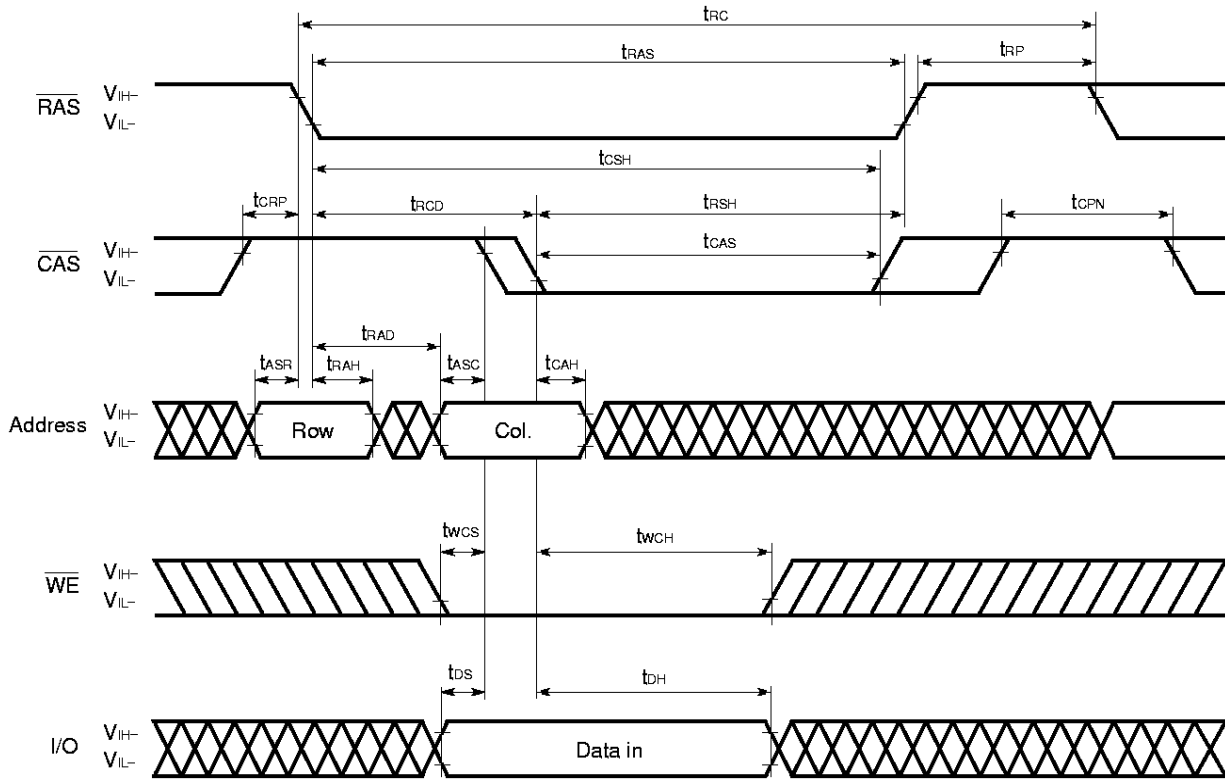 tRC
tRAS
tRP
RAS
VIH–
VIL–
tCSH
tCRP
tRCD
tRSH
tCPN
CAS
VIH–
VIL–
tCAS
tRAD
tASR
tRAH
tASC
tCAH
Address
VIH–
VIL–
Row
Col.
tWCS
tWCH
WE
VIH–
VIL–
tDS
tDH
I/O
VIH–
VIL–
Data in